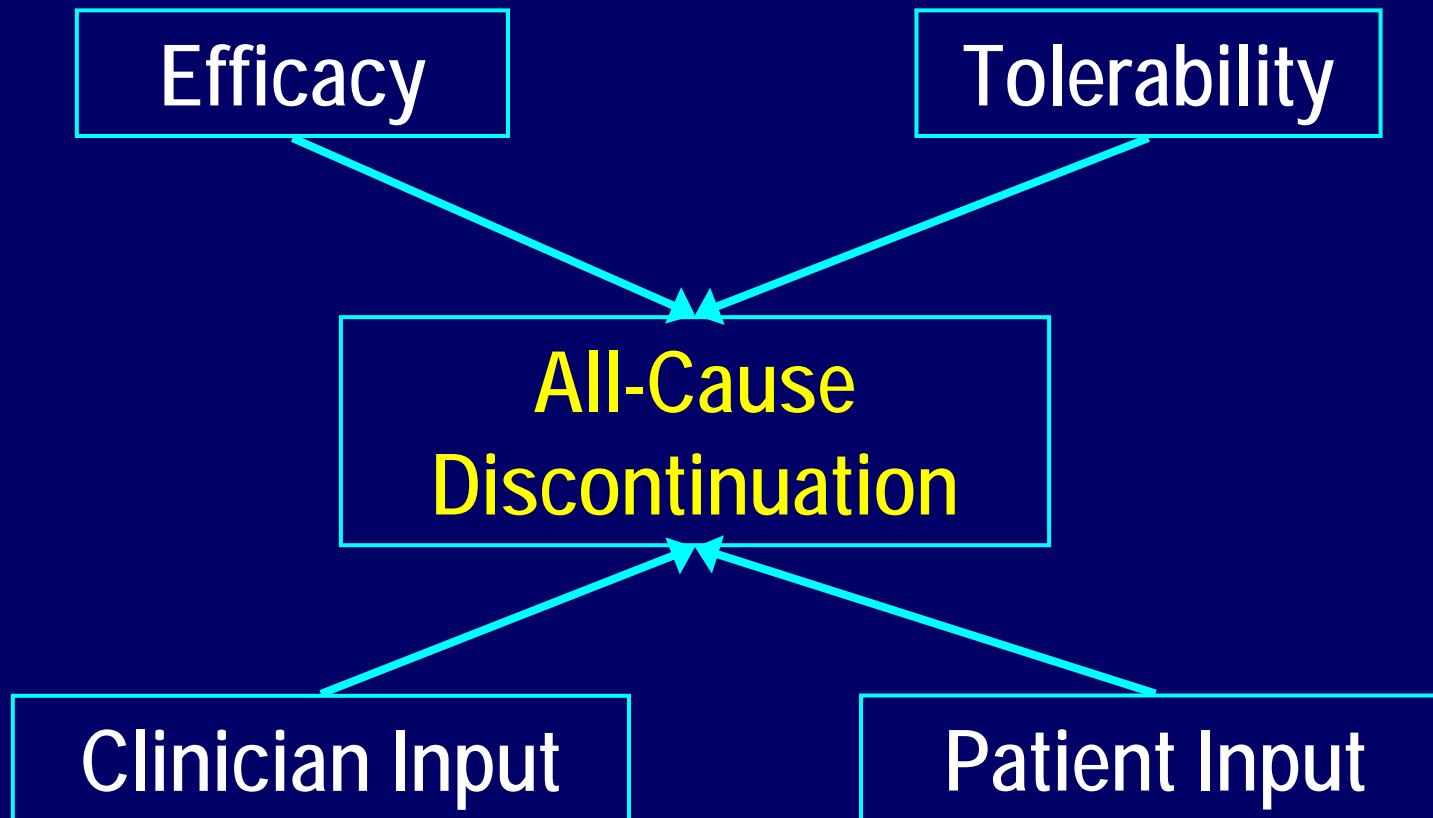 Efficacy
Tolerability
All-Cause
Discontinuation
Clinician Input
Patient Input